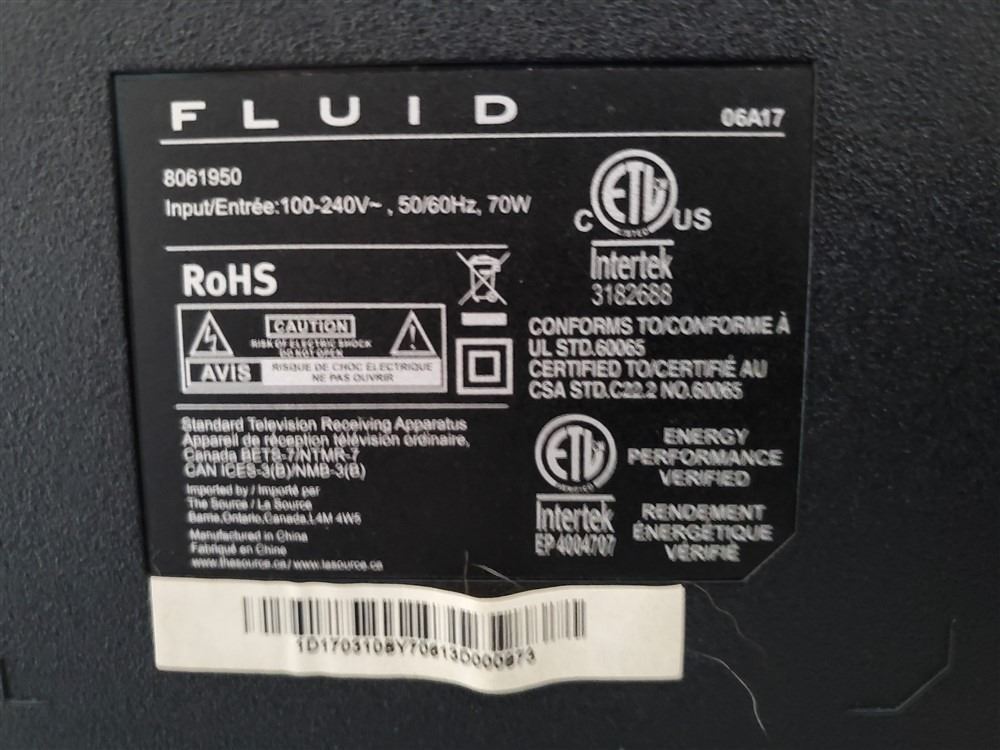 FLUID
06A17
8061950
Input/Entrée:100-240V~ , 50/60Hz, 70W
ETL
C US
LISTED
Intertek
3182688
RoHS
CAUTION
RISK OF ELECTRIC SHOCK
DO NOT OPEN
AVIS
RISQUE DE CHOC ELECTRIQUE
NE PAS OUVRIR
CONFORMS TO/CONFORME À
UL STD.60065
CERTIFIED TO/CERTIFIÉ AU
CSA STD.C22.2 NO.60065
Standard Television Receiving Apparatus
Appareil de réception télévision ordinaire,
Canada BETS-7/NTMR-7
CAN ICES-3(B)/NMB-3(B)
Imported by / Importé par
The Source / La Source
Barrie,Ontario,Canada,L4M 4W5
Manufactured in China
Fabriqué en Chine
www.thesource.ca / www.lasource.ca
ETL
VERIFIED
Intertek
EP 4004707
ENERGY
PERFORMANCE
VERIFIED
RENDEMENT
ÉNERGÉTIQUE
VÉRIFIÉ